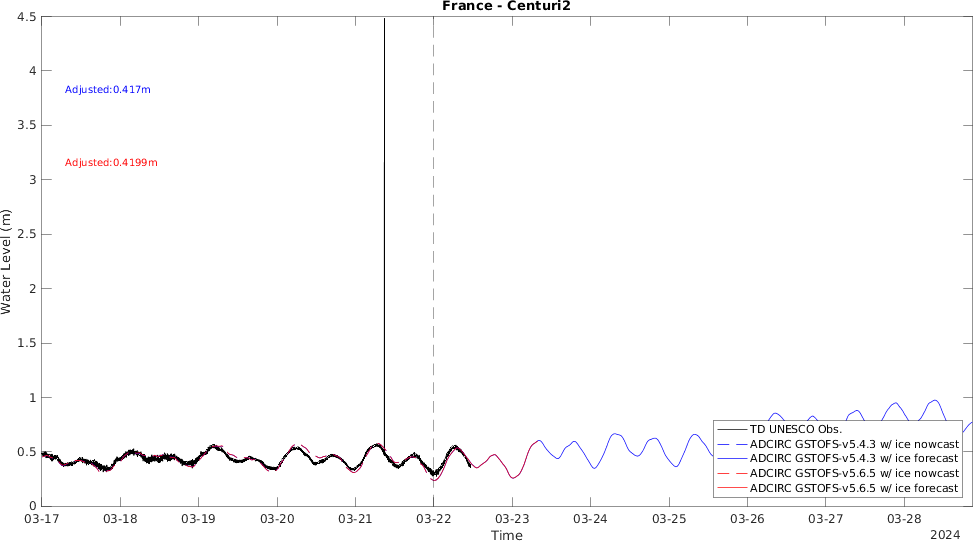 France - Centuri2
4.5
4
3.5
3
2.5
2
1.5
1
0.5
0
Water Level (m)
Adjusted:0.417m
Adjusted:0.4199m
TD UNESCO Obs.
ADCIRC GSTOFS-v5.4.3 w/ ice nowcast
ADCIRC GSTOFS-v5.4.3 w/ ice forecast
ADCIRC GSTOFS-v5.6.5 w/ ice nowcast
ADCIRC GSTOFS-v5.6.5 w/ ice forecast
03-17 03-18 03-19 03-20 03-21 03-22 03-23 03-24 03-25 03-26 03-27 03-28
Time
2024